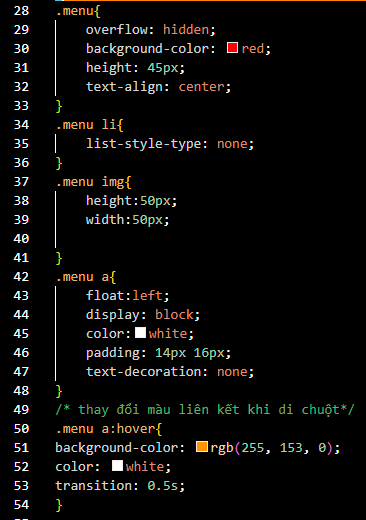 28 .menu{
29 overflow: hidden;
30 background-color: red;
31 height: 45px;
32 text-align: center;
33 }
34 .menu li{
35 list-style-type: none;
36 }
37 .menu img{
38 height:50px;
39 width:50px;
40
41 }
42 .menu a{
43 float:left;
44 display: block;
45 color: white;
46 padding: 14px 16px;
47 text-decoration: none;
48 }
49 /* thay đổi màu liên kết khi di chuột*/
50 .menu a:hover{
51 background-color: rgb(255, 153, 0);
52 color: white;
53 transition: 0.5s;
54 }